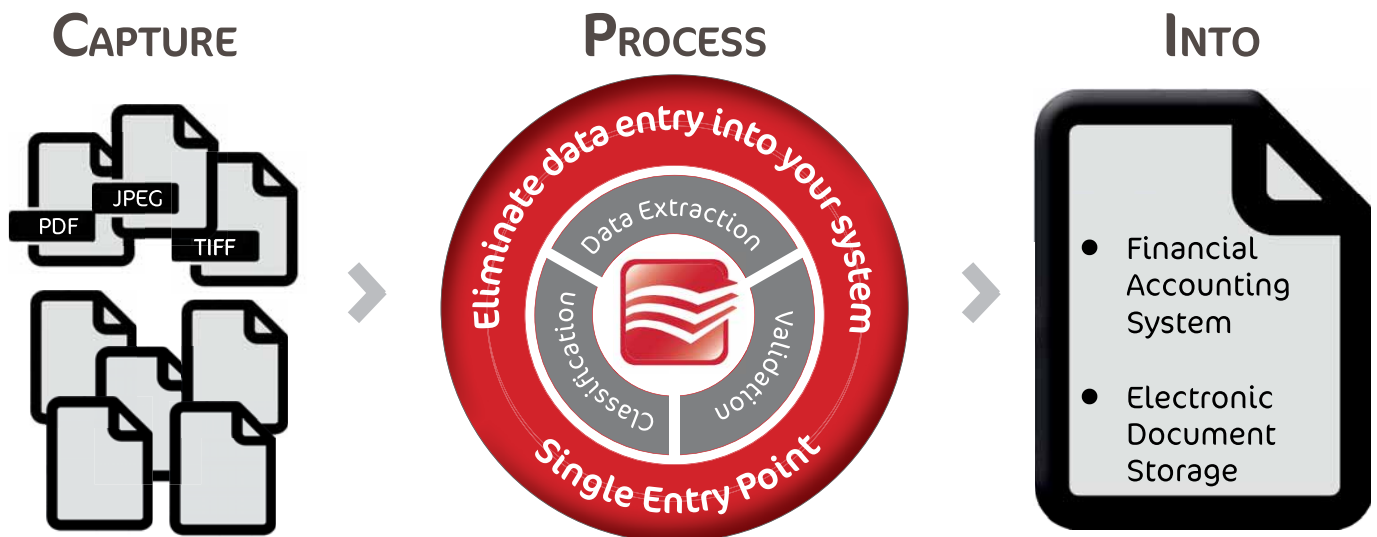 CAPTURE
PDF
JPEG
TIFF
PROCESS
Eliminate data entry into your system
Data Extraction
Classification
Validation
Single Entry Point
INTO
• Financial
Accounting
System
• Electronic
Document
Storage